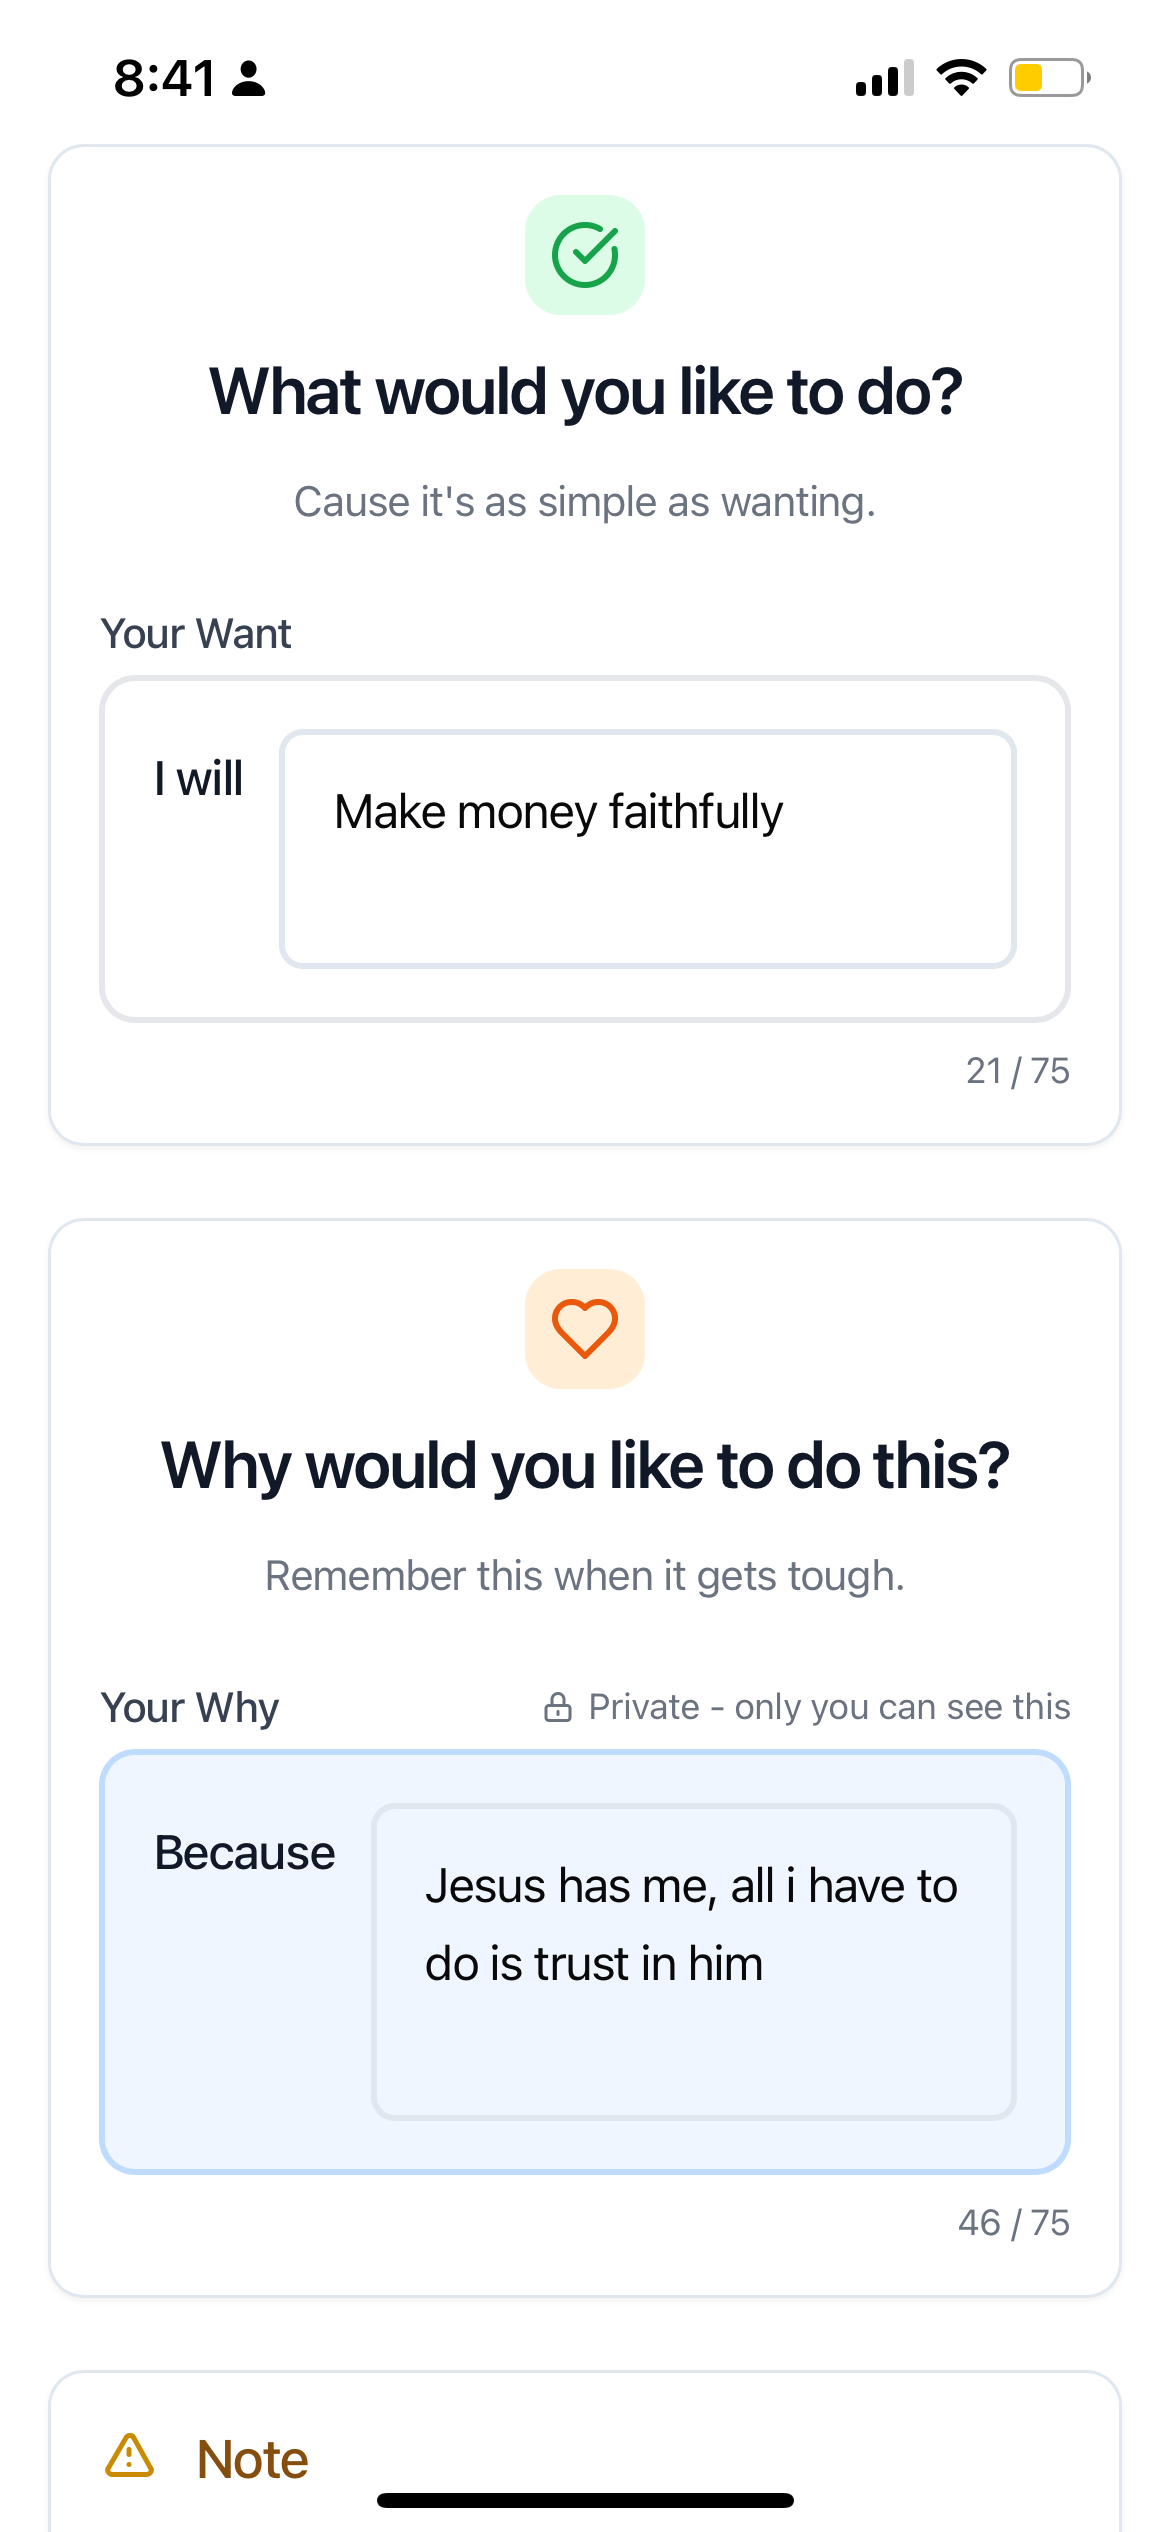 8:41
What would you like to do?
Cause it's as simple as wanting.
Your Want
I will
Make money faithfully
21 / 75
Why would you like to do this?
Remember this when it gets tough.
Your Why
Private - only you can see this
Because
Jesus has me, all i have to
do is trust in him
46 / 75
Note